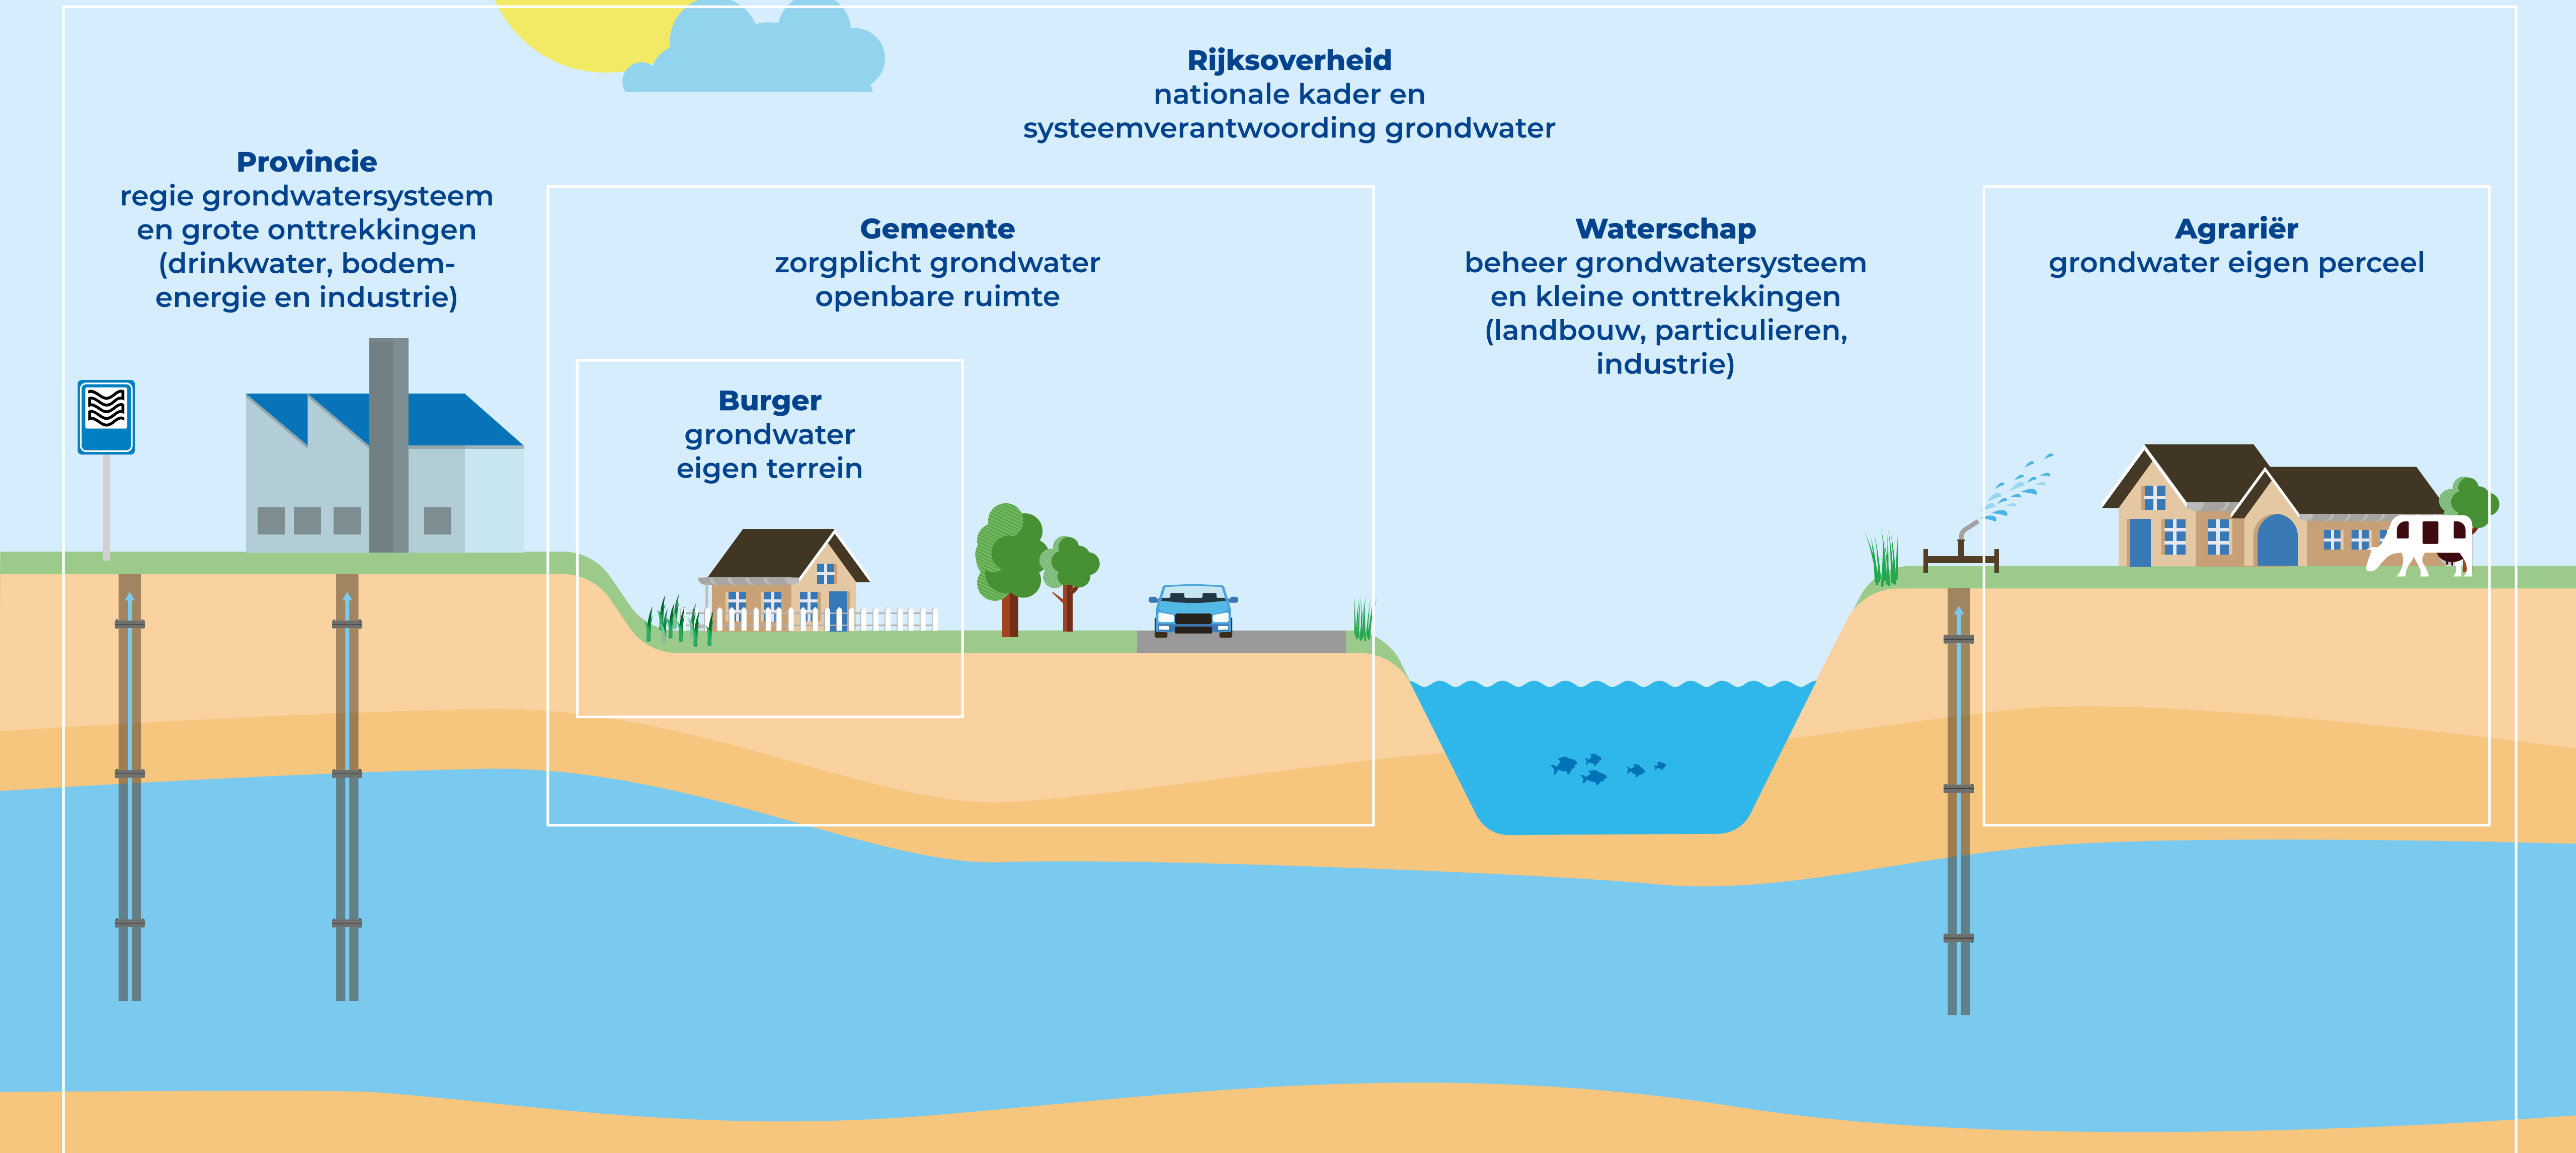 Rijksoverheid
nationale kader en
systeemverantwoording grondwater
Provincie
regie grondwatersysteem
en grote onttrekkingen
(drinkwater, bodem-
energie en industrie)
Gemeente
zorgplicht grondwater
openbare ruimte
Burger
grondwater
eigen terrein
Waterschap
beheer grondwatersysteem
en kleine onttrekkingen
(landbouw, particulieren,
industrie)
Agrariër
grondwater eigen perceel